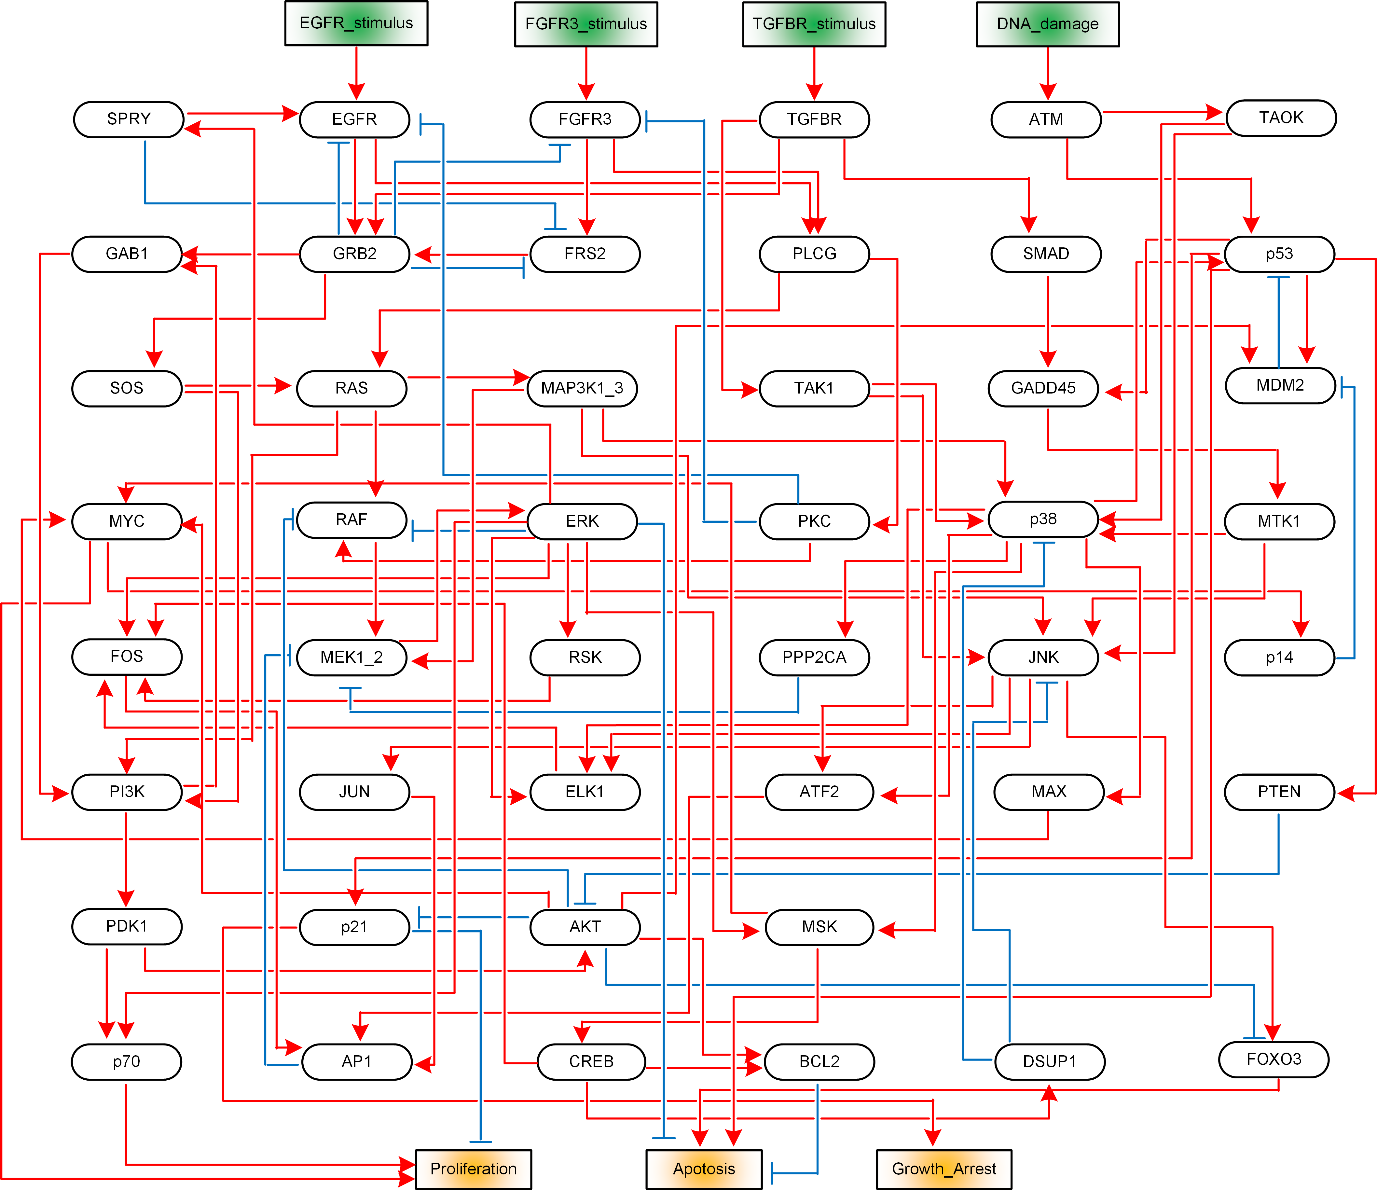 EGFR_stimulus
FGFR3_stimulus
TGFBR_stimulus
DNA_damage
SPRY
EGFR
FGFR3
TGFBR
ATM
TAOK
GAB1
GRB2
FRS2
PLCG
SMAD
p53
SOS
RAS
MAP3K1_3
TAK1
GADD45
MDM2
MYC
RAF
ERK
PKC
p38
MTK1
FOS
MEK1_2
RSK
PPP2CA
JNK
p14
PI3K
JUN
ELK1
ATF2
MAX
PTEN
PDK1
p21
AKT
MSK
p70
AP1
CREB
BCL2
DSUP1
FOXO3
Proliferation
Apotosis
Growth_Arrest